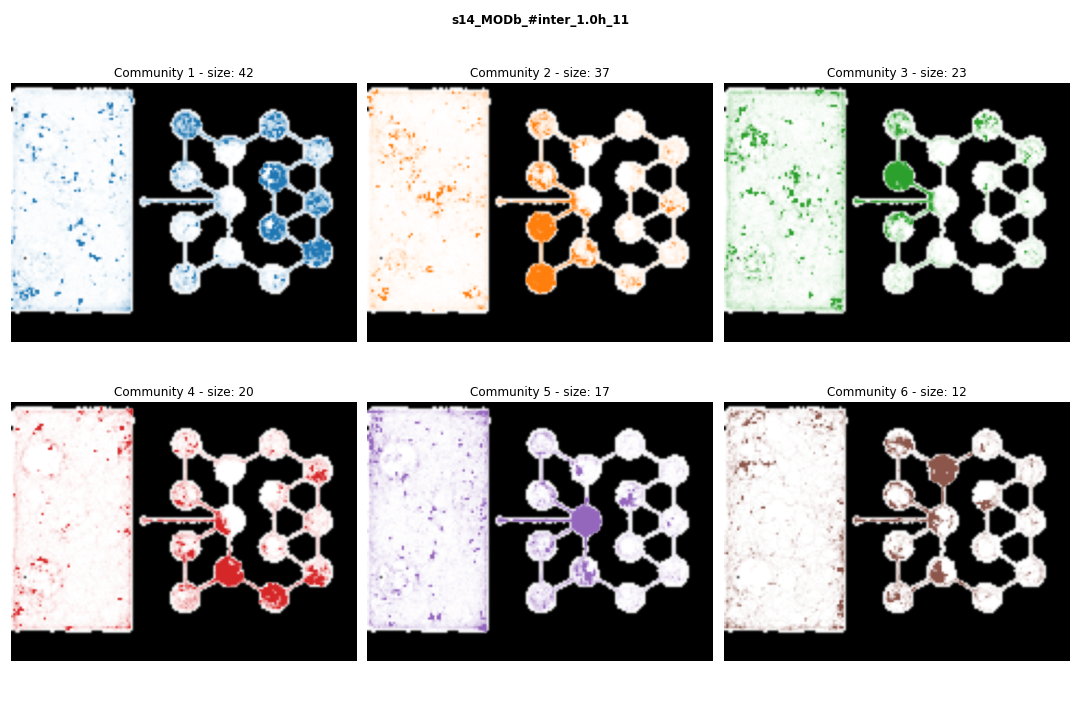 s14_MODb_#inter_1.0h_11
Community 1 - size: 42
Community 2 - size: 37
Community 3 - size: 23
Community 4 - size: 20
Community 5 - size: 17
Community 6 - size: 12